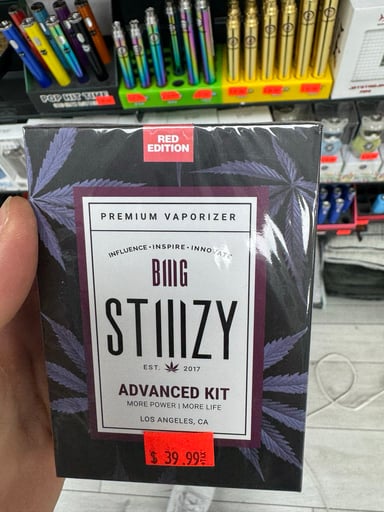 POP HIT TIME
RED
EDITION
PREMIUM VAPORIZER
INFLUENCE • INSPIRE • INNOVATE
BIIIG
STIIIZY
EST. 2017
ADVANCED KIT
MORE POWER | MORE LIFE
LOS ANGELES, CA
$ 39.99